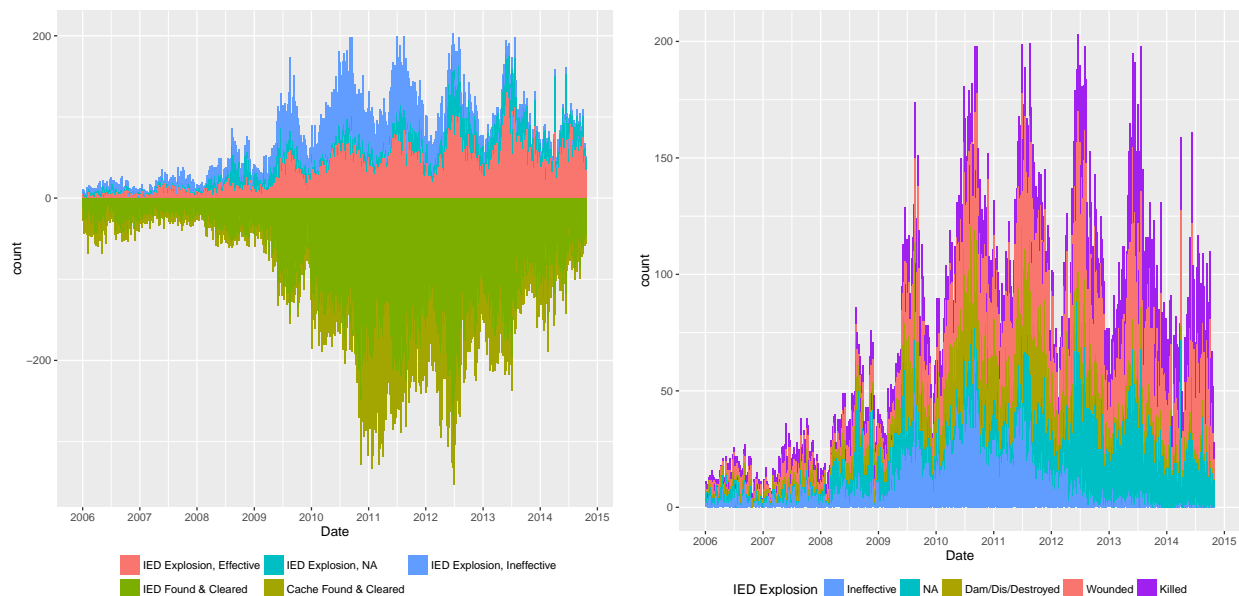 200
100
0
−200
count
2006 2007 2008 2009 2010 2011 2012 2013 2014 2015
Date
IED Explosion, Effective IED Explosion, NA IED Explosion, Ineffective
IED Found & Cleared Cache Found & Cleared
200
150
100
50
0
count
2006 2007 2008 2009 2010 2011 2012 2013 2014 2015
Date
IED Explosion Ineffective NA Dam/Dis/Destroyed Wounded Killed